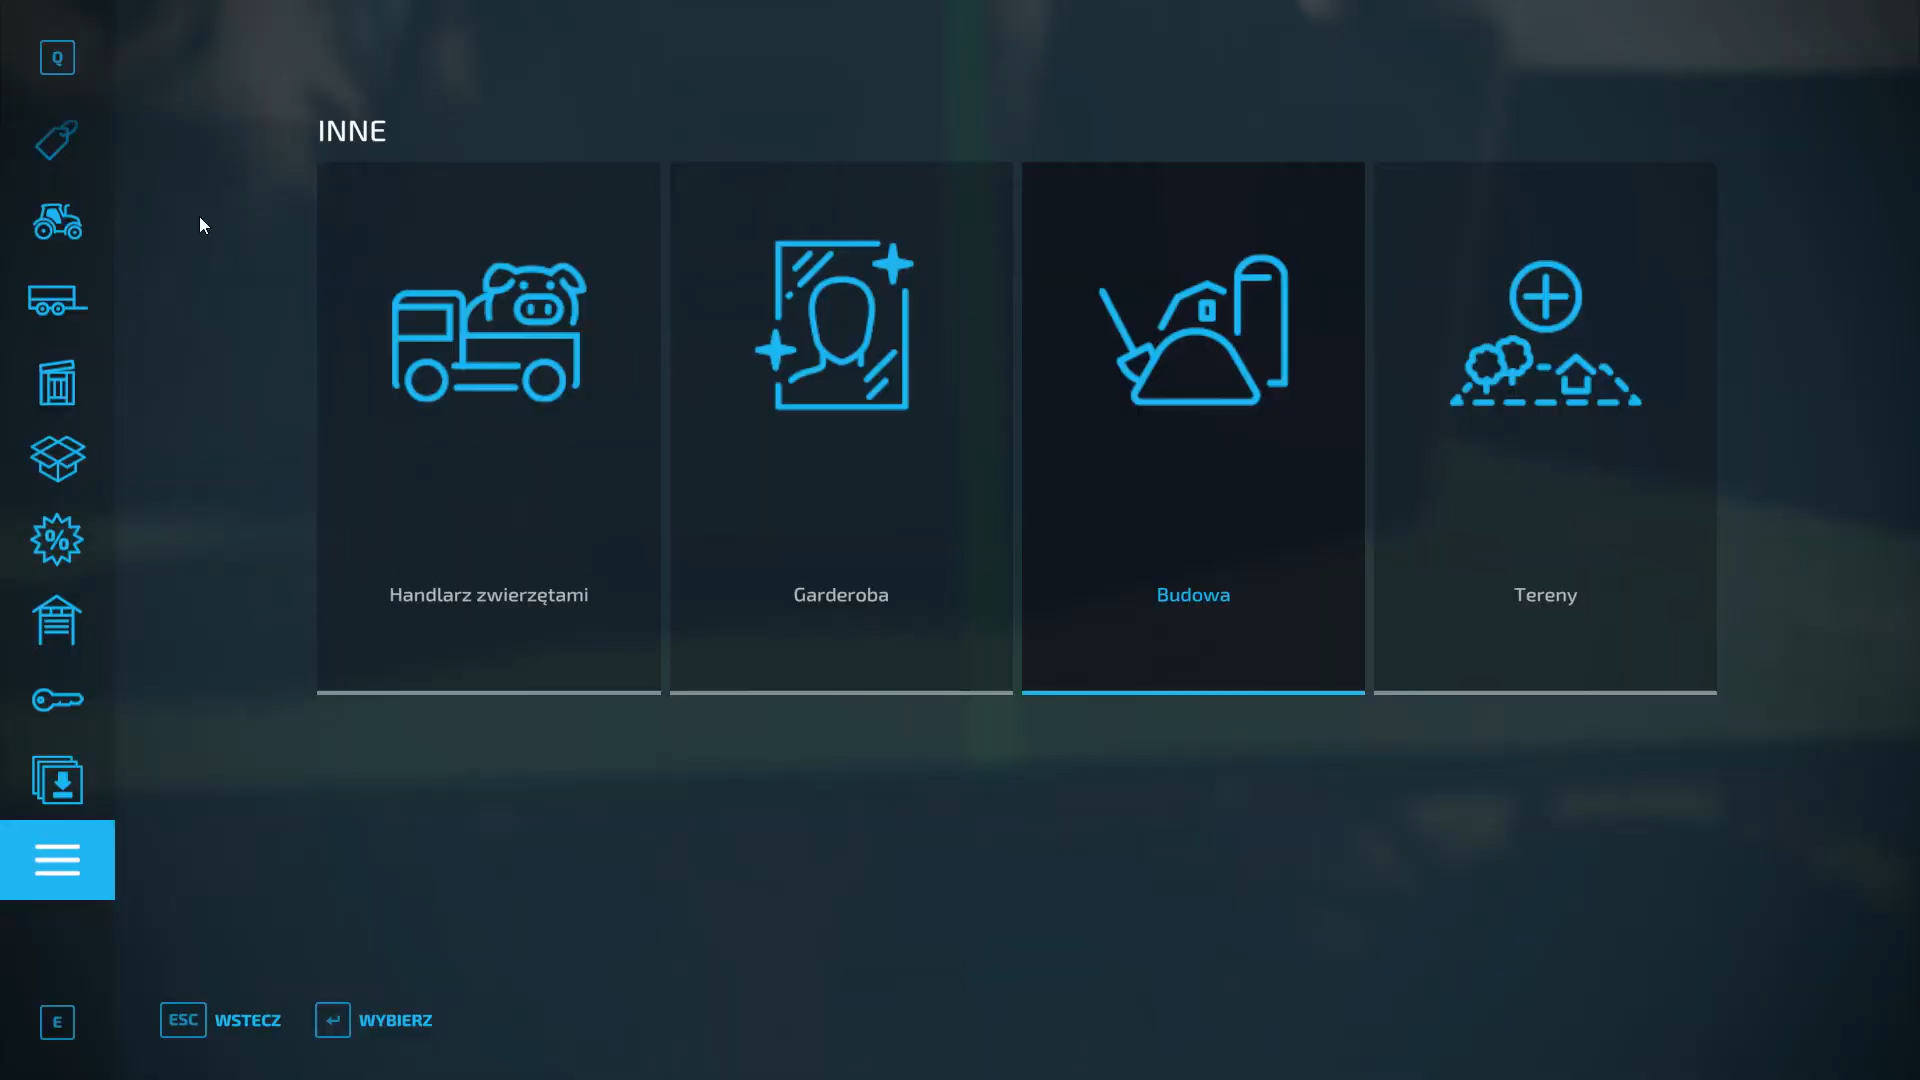 Q
INNE
%
Handlarz zwierzętami
Garderoba
Budowa
Tereny
E
ESC WSTECZ
WYBIERZ